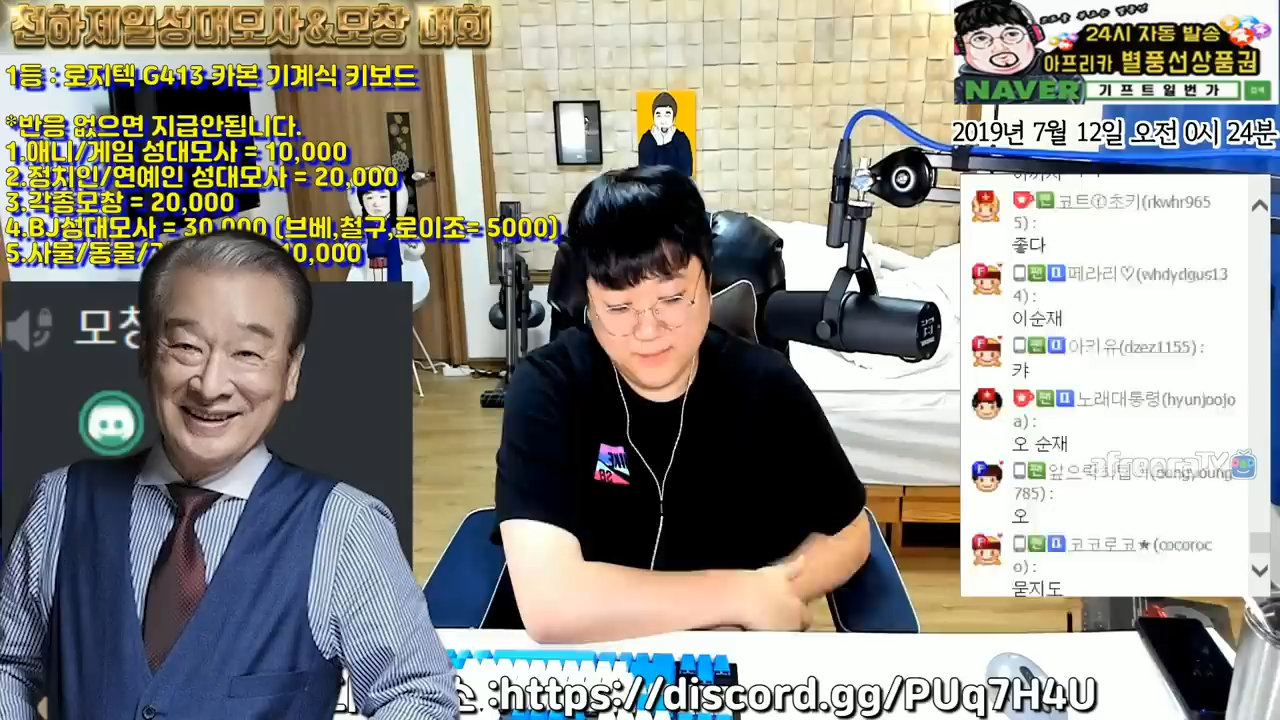 천하제일성대모사&모창 대회
1등 : 로지텍 G413 카본 기계식 키보드
*반응 없으면 지급안됩니다.
1.애니/게임 성대모사 = 10,000
2.정치인/연예인 성대모사 = 20,000
3.각종모창 = 20,000
4.BJ성대모사 = 30,000 (브베,철구,로이조= 5000)
5.사물/동물/
10,000
모창
24시 자동 발송
아프리카 별풍선상품권
NAVER 기프트일번가 검색
2019년 7월 12일 오전 0시 24분
코트ⓕ초키(rkwhr965
5) :
좋다
페라리♡(whdydgus13
4) :
이순재
아키유(dzez1155) :
캬
노래대통령(hyunjoojo
a) :
오 순재
afreecaTV
785) :
오
코코로코★(cocoroc
o) :
묻지도
소 :https://discord.gg/PUq7H4U